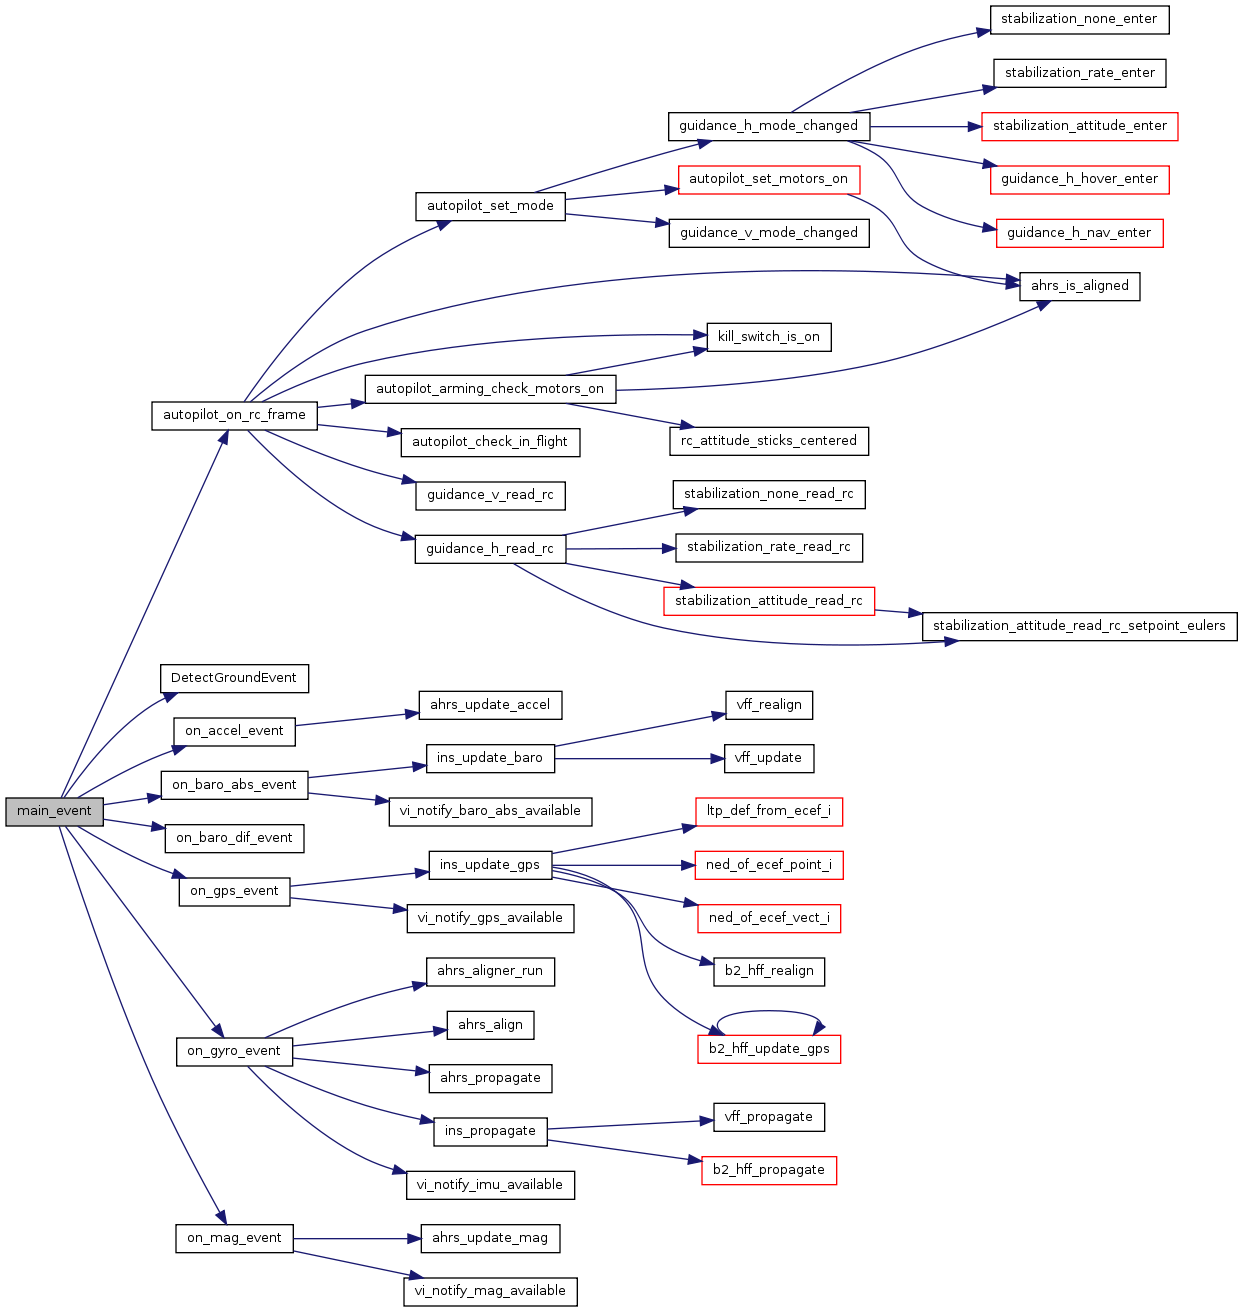 stabilization_none_enter
stabilization_rate_enter
guidance_h_mode_changed
stabilization_attitude_enter
autopilot_set_motors_on
guidance_h_hover_enter
autopilot_set_mode
guidance_v_mode_changed
guidance_h_nav_enter
ahrs_is_aligned
kill_switch_is_on
autopilot_arming_check_motors_on
autopilot_on_rc_frame
autopilot_check_in_flight
rc_attitude_sticks_centered
guidance_v_read_rc
stabilization_none_read_rc
guidance_h_read_rc
stabilization_rate_read_rc
stabilization_attitude_read_rc
stabilization_attitude_read_rc_setpoint_eulers
DetectGroundEvent
on_accel_event
ahrs_update_accel
vff_realign
ins_update_baro
vff_update
on_baro_abs_event
main_event
vi_notify_baro_abs_available
ltp_def_from_ecef_i
on_baro_dif_event
ins_update_gps
ned_of_ecef_point_i
on_gps_event
vi_notify_gps_available
ned_of_ecef_vect_i
ahrs_aligner_run
b2_hff_realign
ahrs_align
on_gyro_event
b2_hff_update_gps
ahrs_propagate
ins_propagate
vff_propagate
vi_notify_imu_available
b2_hff_propagate
on_mag_event
ahrs_update_mag
vi_notify_mag_available